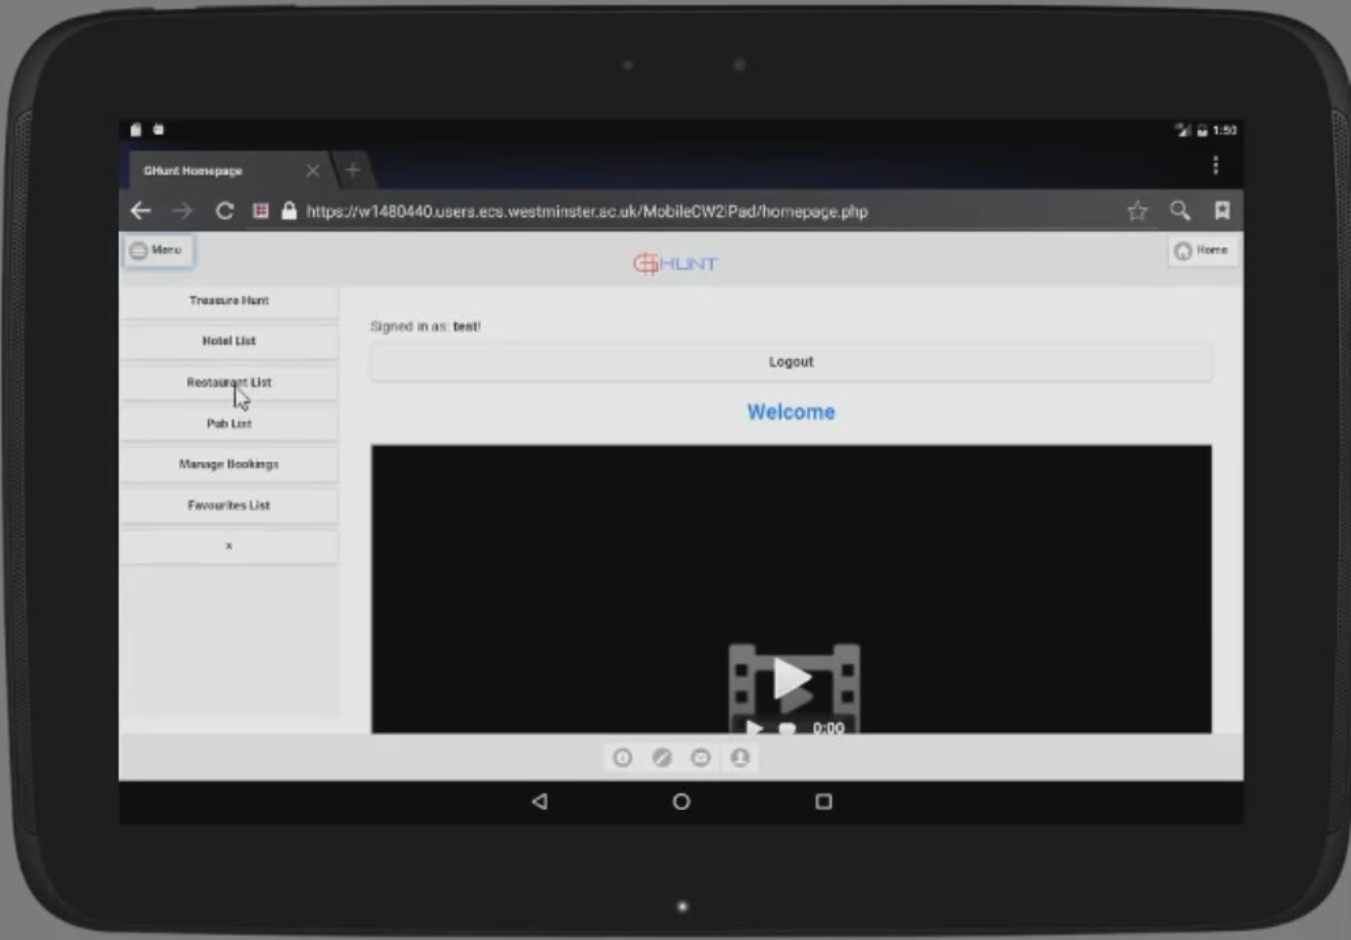 1:50
GHunt Homepage
https://w1480440.users.ecs.westminster.ac.uk/MobileCW2iPad/homepage.php
Menu
GHUNT
Home
Treasure Hunt
Hotel List
Restaurant List
Pub List
Manage Bookings
Favourites List
x
Signed in as: test!
Logout
Welcome
0:00